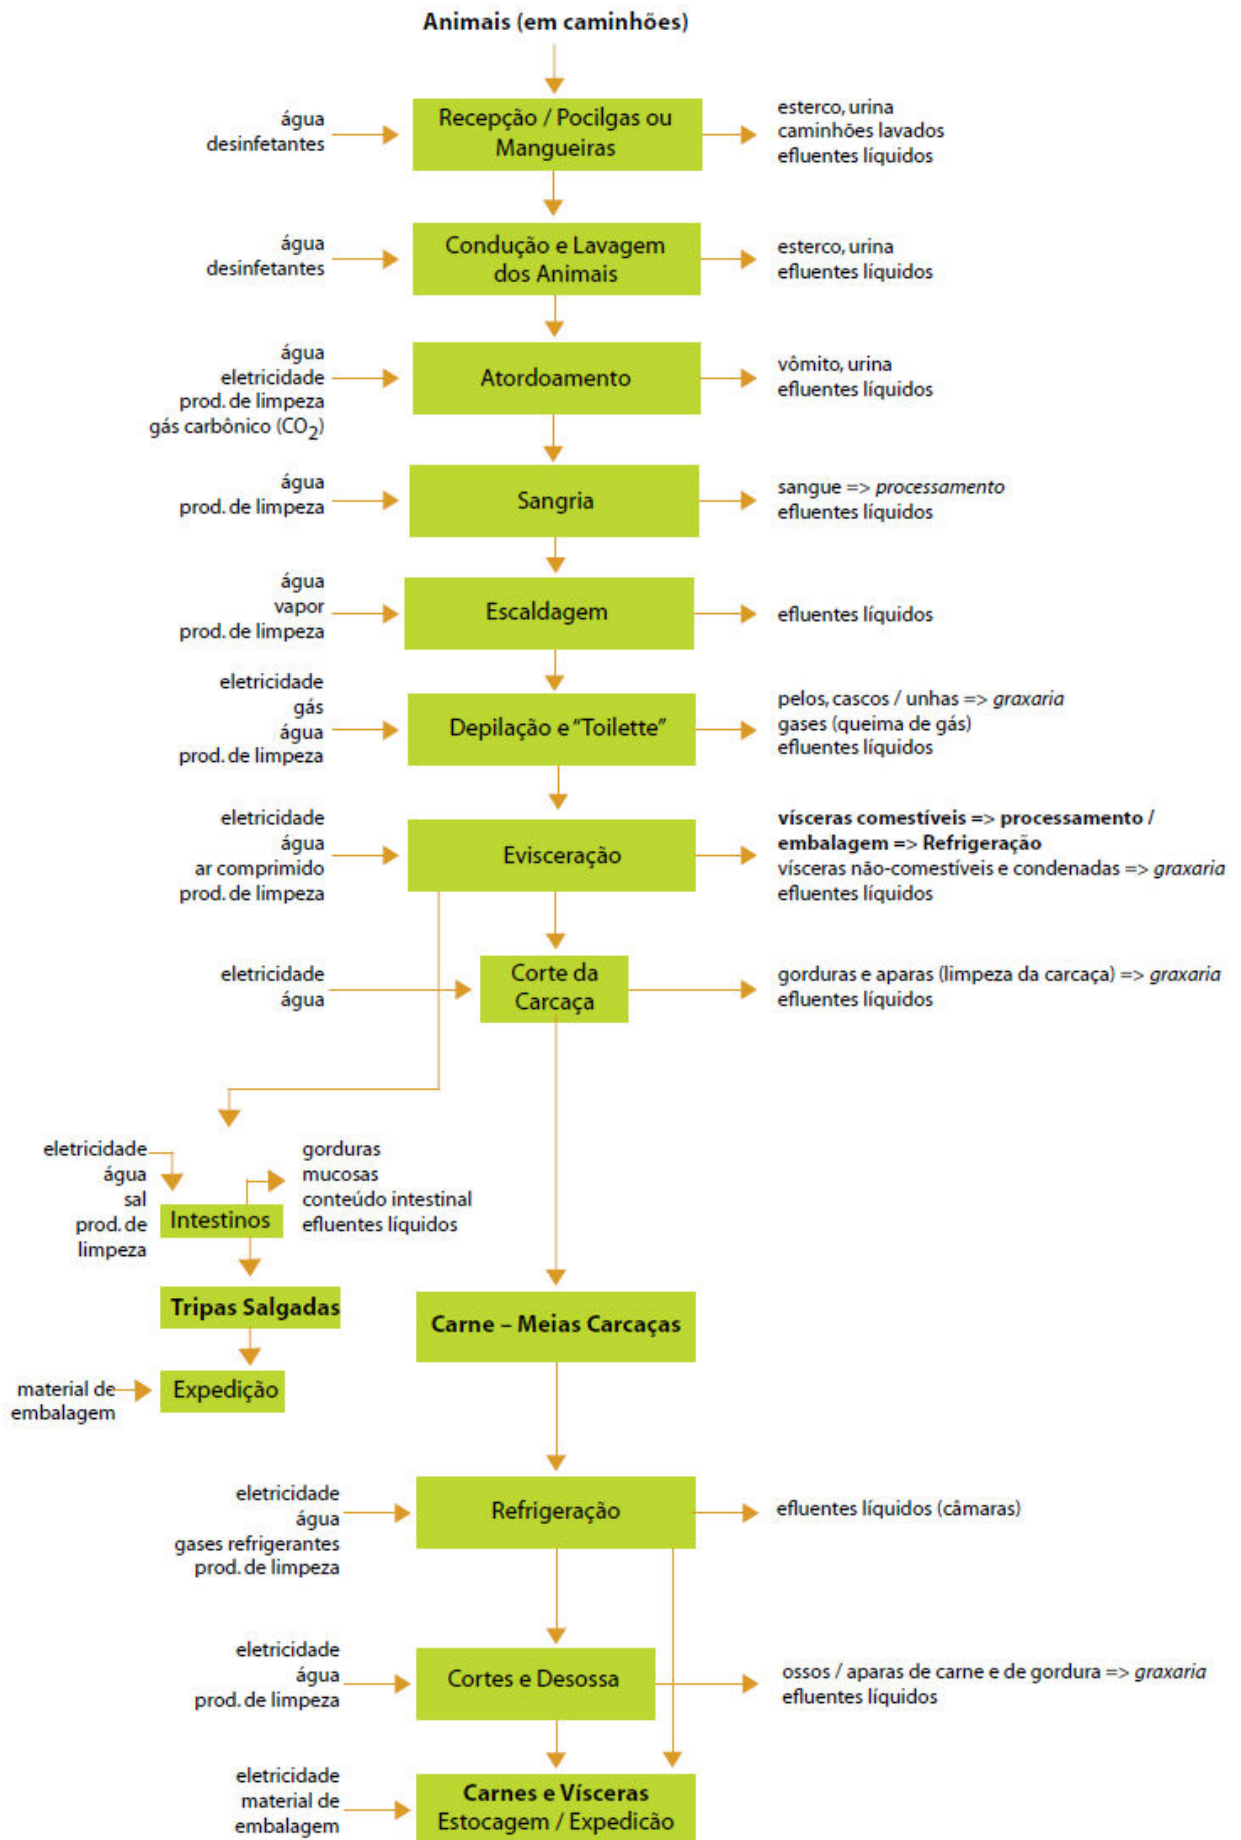 Animais (em caminhões)
água
desinfetantes
Recepção / Pocilgas ou
Mangueiras
esterco, urina
caminhões lavados
efluentes líquidos
água
desinfetantes
Condução e Lavagem
dos Animais
esterco, urina
efluentes líquidos
água
eletricidade
prod. de limpeza
gás carbônico (CO2)
Atordoamento
vômito, urina
efluentes líquidos
água
prod. de limpeza
Sangria
sangue => processamento
efluentes líquidos
água
vapor
prod. de limpeza
Escaldagem
efluentes líquidos
eletricidade
gás
água
prod. de limpeza
Depilação e “Toilette”
pelos, cascos / unhas => graxaria
gases (queima de gás)
efluentes líquidos
eletricidade
água
ar comprimido
prod. de limpeza
Evisceração
vísceras comestíveis => processamento /
embalagem => Refrigeração
vísceras não-comestíveis e condenadas => graxaria
efluentes líquidos
eletricidade
água
Corte da
Carcaça
gorduras e aparas (limpeza da carcaça) => graxaria
efluentes líquidos
eletricidade
água
sal
prod. de
limpeza
Intestinos
gorduras
mucosas
conteúdo intestinal
efluentes líquidos
Tripas Salgadas
Carne – Meias Carcaças
material de
embalagem
Expedição
eletricidade
água
gases refrigerantes
prod. de limpeza
Refrigeração
efluentes líquidos (câmaras)
eletricidade
água
prod. de limpeza
Cortes e Desossa
ossos / aparas de carne e de gordura => graxaria
efluentes líquidos
eletricidade
material de
embalagem
Carnes e Vísceras
Estocagem / Expedicão